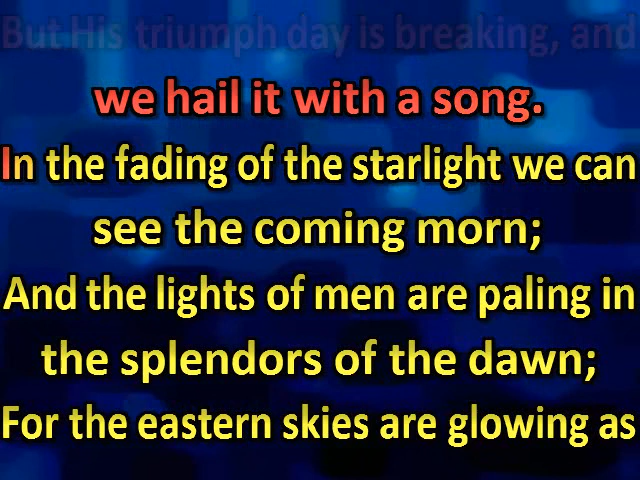 But His triumph day is breaking, and
we hail it with a song.
In the fading of the starlight we can
see the coming morn;
And the lights of men are paling in
the splendors of the dawn;
For the eastern skies are glowing as